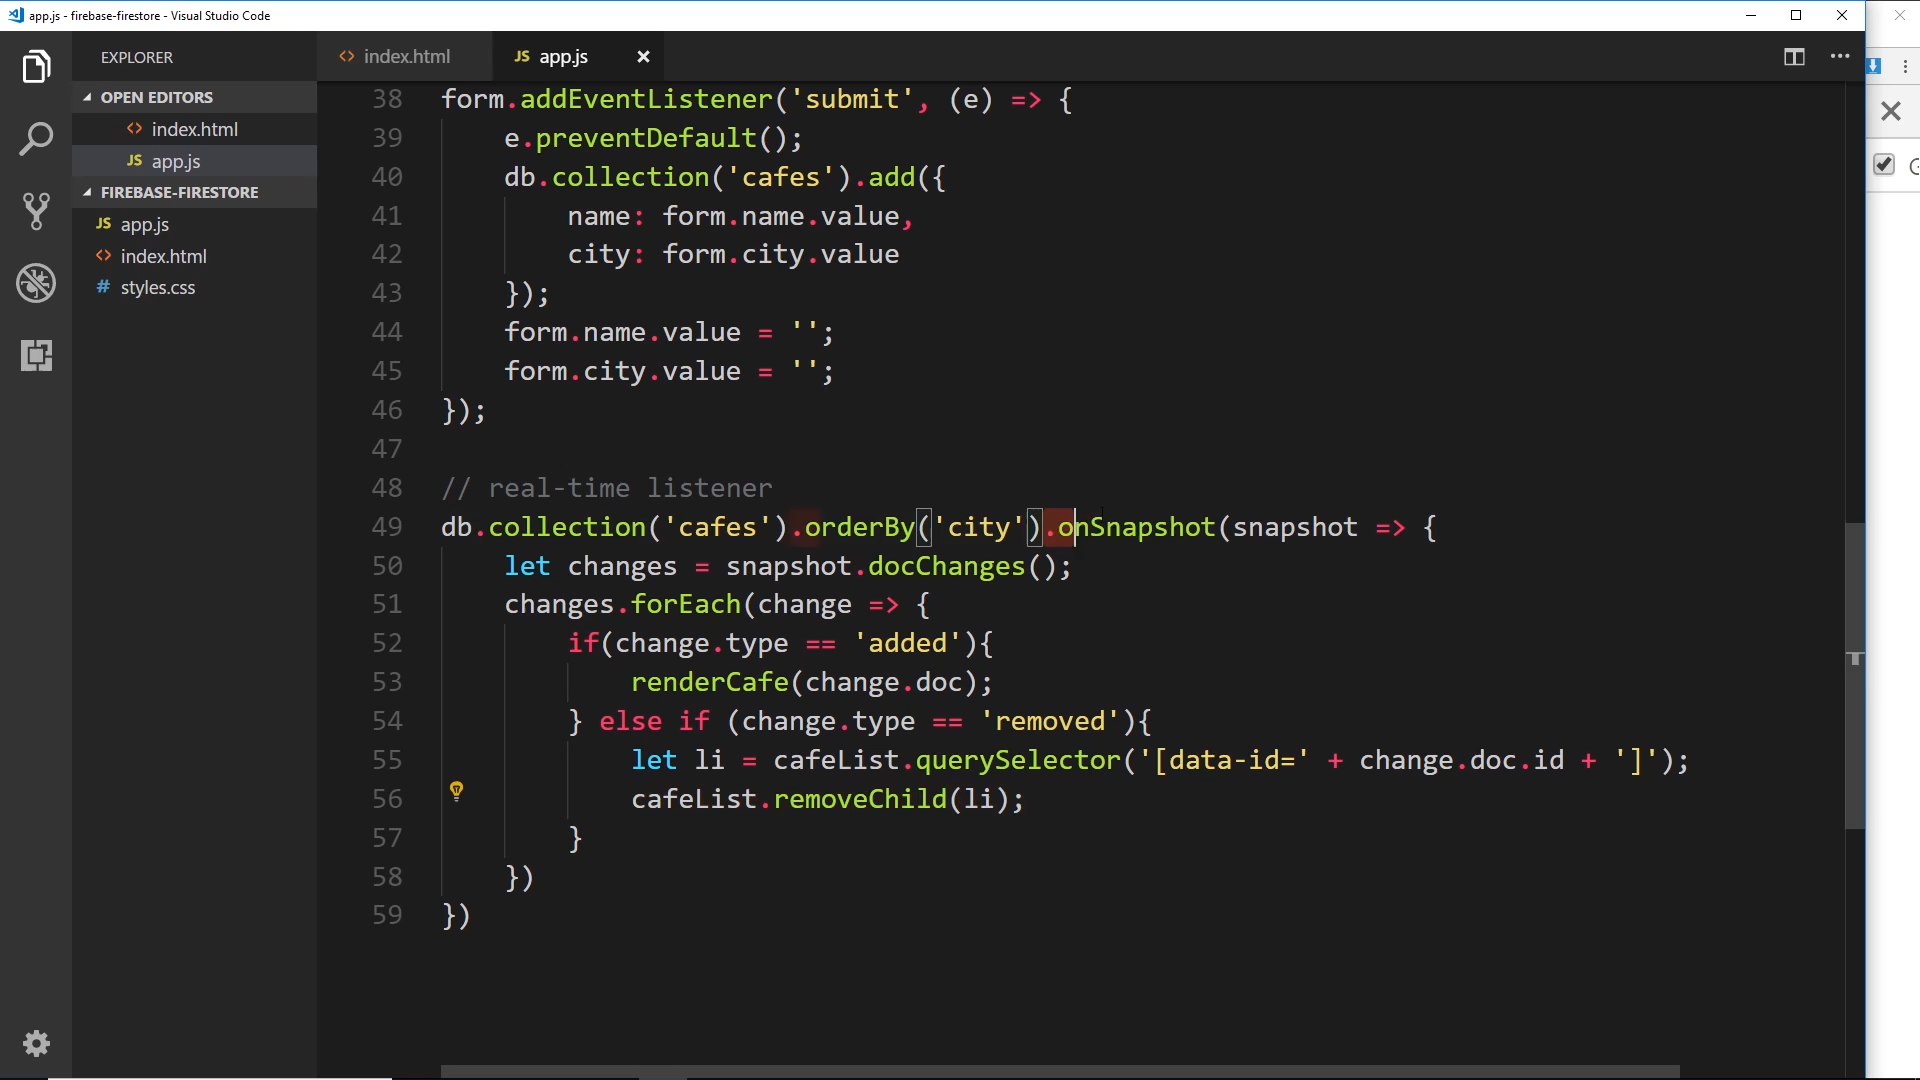 app.js - firebase-firestore - Visual Studio Code
EXPLORER
OPEN EDITORS
<> index.html
JS app.js
FIREBASE-FIRESTORE
JS app.js
<> index.html
# styles.css
<> index.html
JS app.js
38 form.addEventListener('submit', (e) => {
39 e.preventDefault();
40 db.collection('cafes').add({
41 name: form.name.value,
42 city: form.city.value
43 });
44 form.name.value = '';
45 form.city.value = '';
46 });
47
48 // real-time listener
49 db.collection('cafes').orderBy('city').onSnapshot(snapshot => {
50 let changes = snapshot.docChanges();
51 changes.forEach(change => {
52 if(change.type == 'added'){
53 renderCafe(change.doc);
54 } else if (change.type == 'removed'){
55 let li = cafeList.querySelector('[data-id=' + change.doc.id + ']');
56 cafeList.removeChild(li);
57 }
58 })
59 })